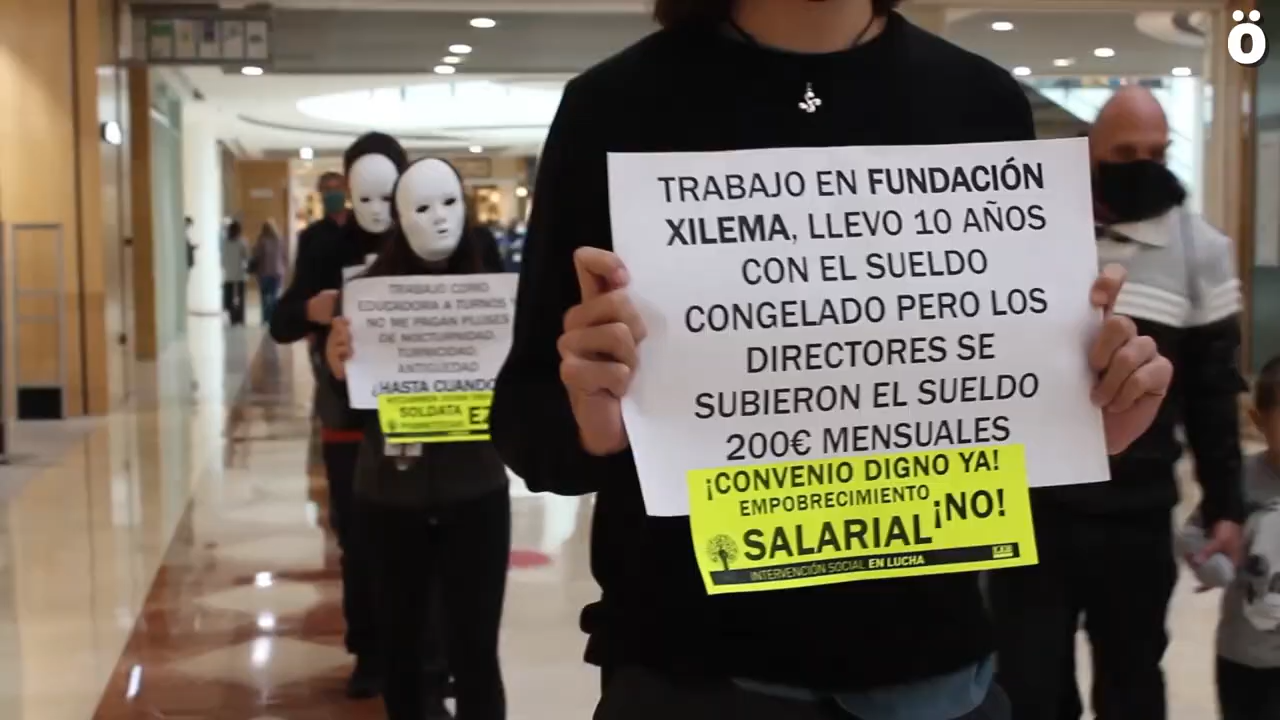 TRABAJO EN FUNDACIÓN
XILEMA, LLEVO 10 AÑOS
CON EL SUELDO
CONGELADO PERO LOS
DIRECTORES SE
SUBIERON EL SUELDO
200€ MENSUALES
¡CONVENIO DIGNO YA!
EMPOBRECIMIENTO
SALARIAL ¡NO!
INTERVENCIÓN SOCIAL EN LUCHA
TRABAJO COMO
EDUCADORA A TURNOS Y
NO ME PAGAN PLUSES
DE NOCTURNIDAD,
TURNICIDAD,
ANTIGÜEDAD
¿HASTA CUANDO
SOLDATA
EZ
ö